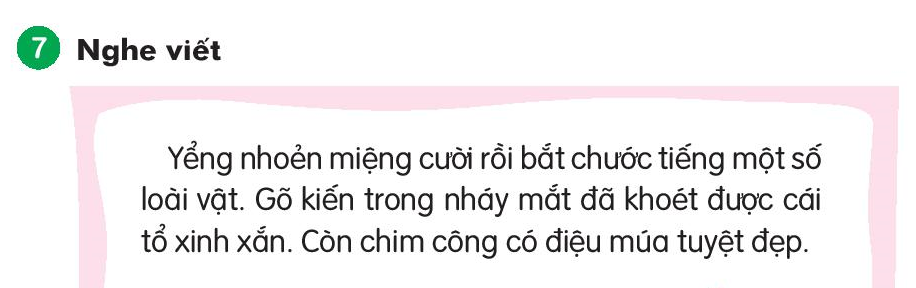 7 Nghe viết
Yểng nhoẻn miệng cười rồi bắt chước tiếng một số
loài vật. Gõ kiến trong nháy mắt đã khoét được cái
tổ xinh xắn. Còn chim công có điệu múa tuyệt đẹp.